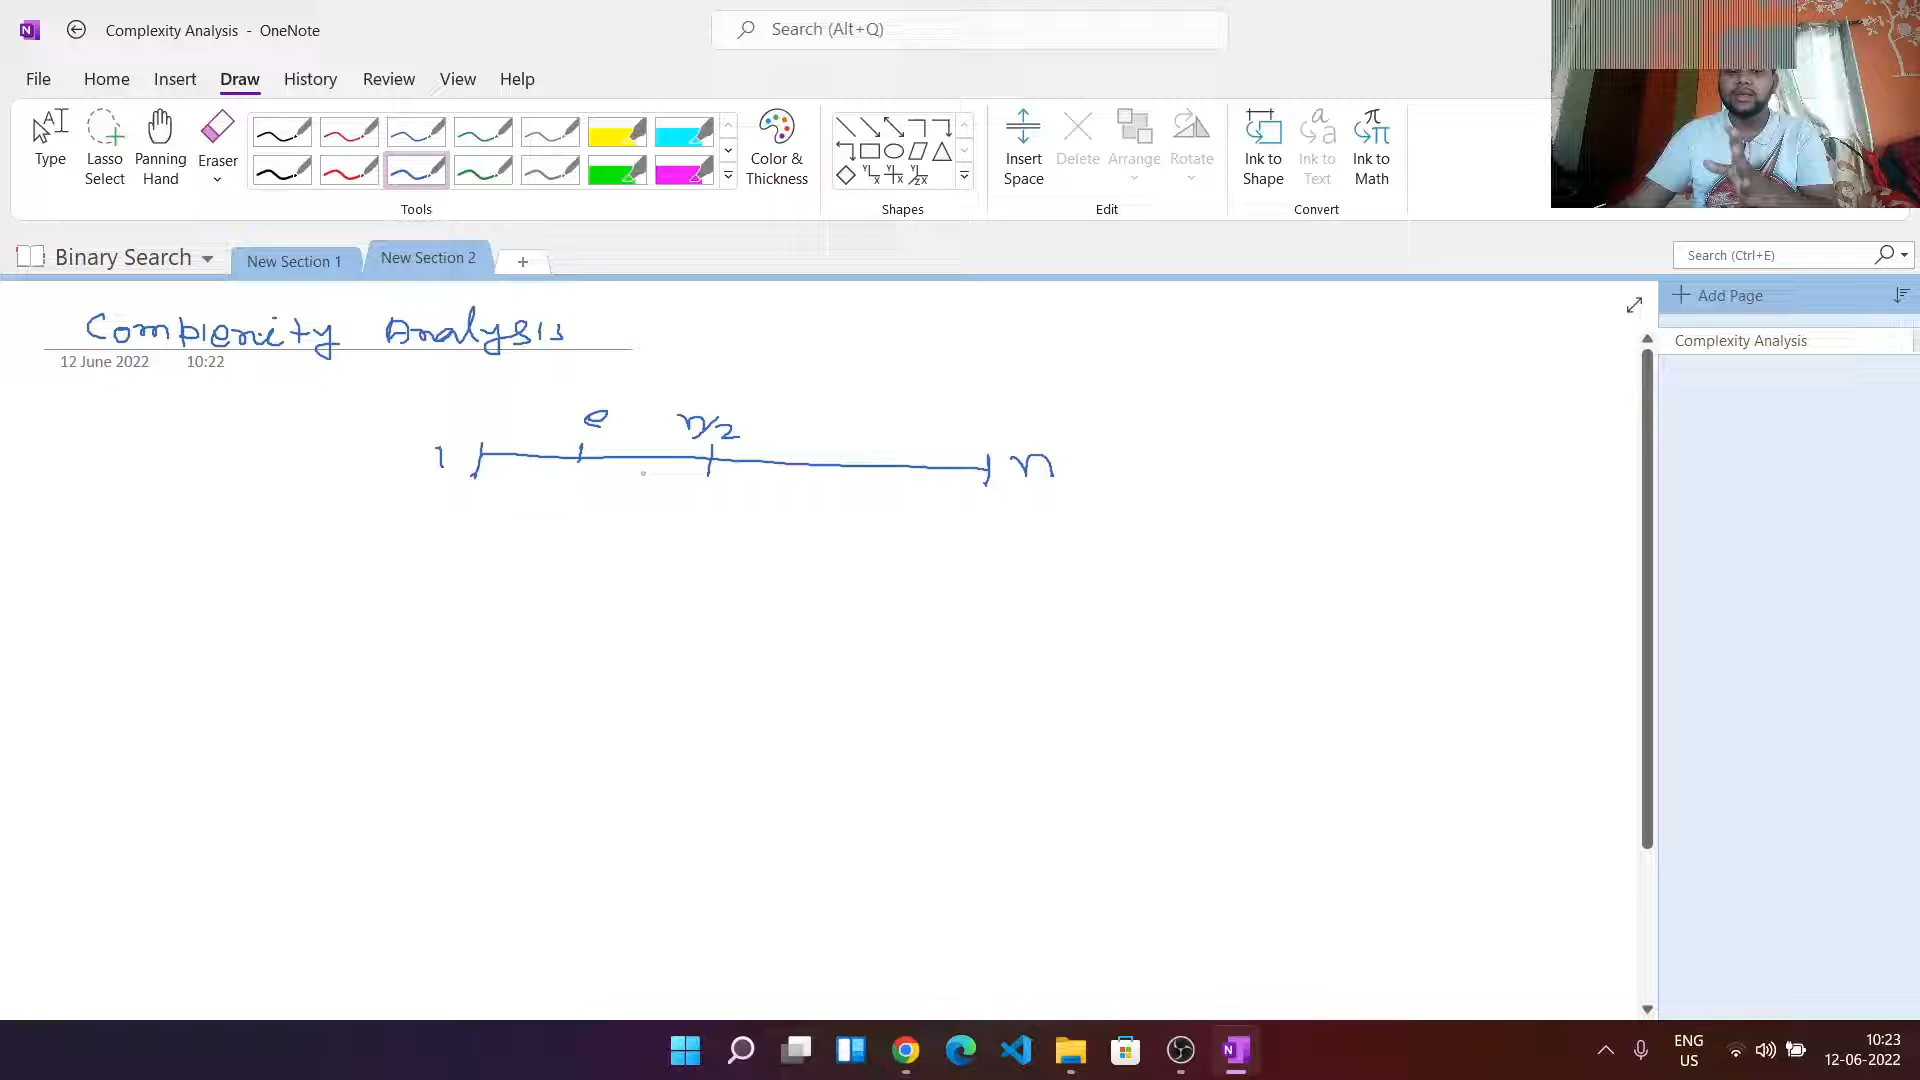 Complexity Analysis - OneNote
Search (Alt+Q)
File Home Insert Draw History Review View Help
Type Lasso Select Panning Hand Eraser Color & Thickness Insert Space Delete Arrange Rotate Ink to Shape Ink to Text Ink to Math
Tools Shapes Edit Convert
Binary Search New Section 1 New Section 2 + Search (Ctrl+E)
Add Page
Complexity Analysis
Complexity Analysis
12 June 2022 10:22
e n/2
1 n
ENG US 10:23 12-06-2022